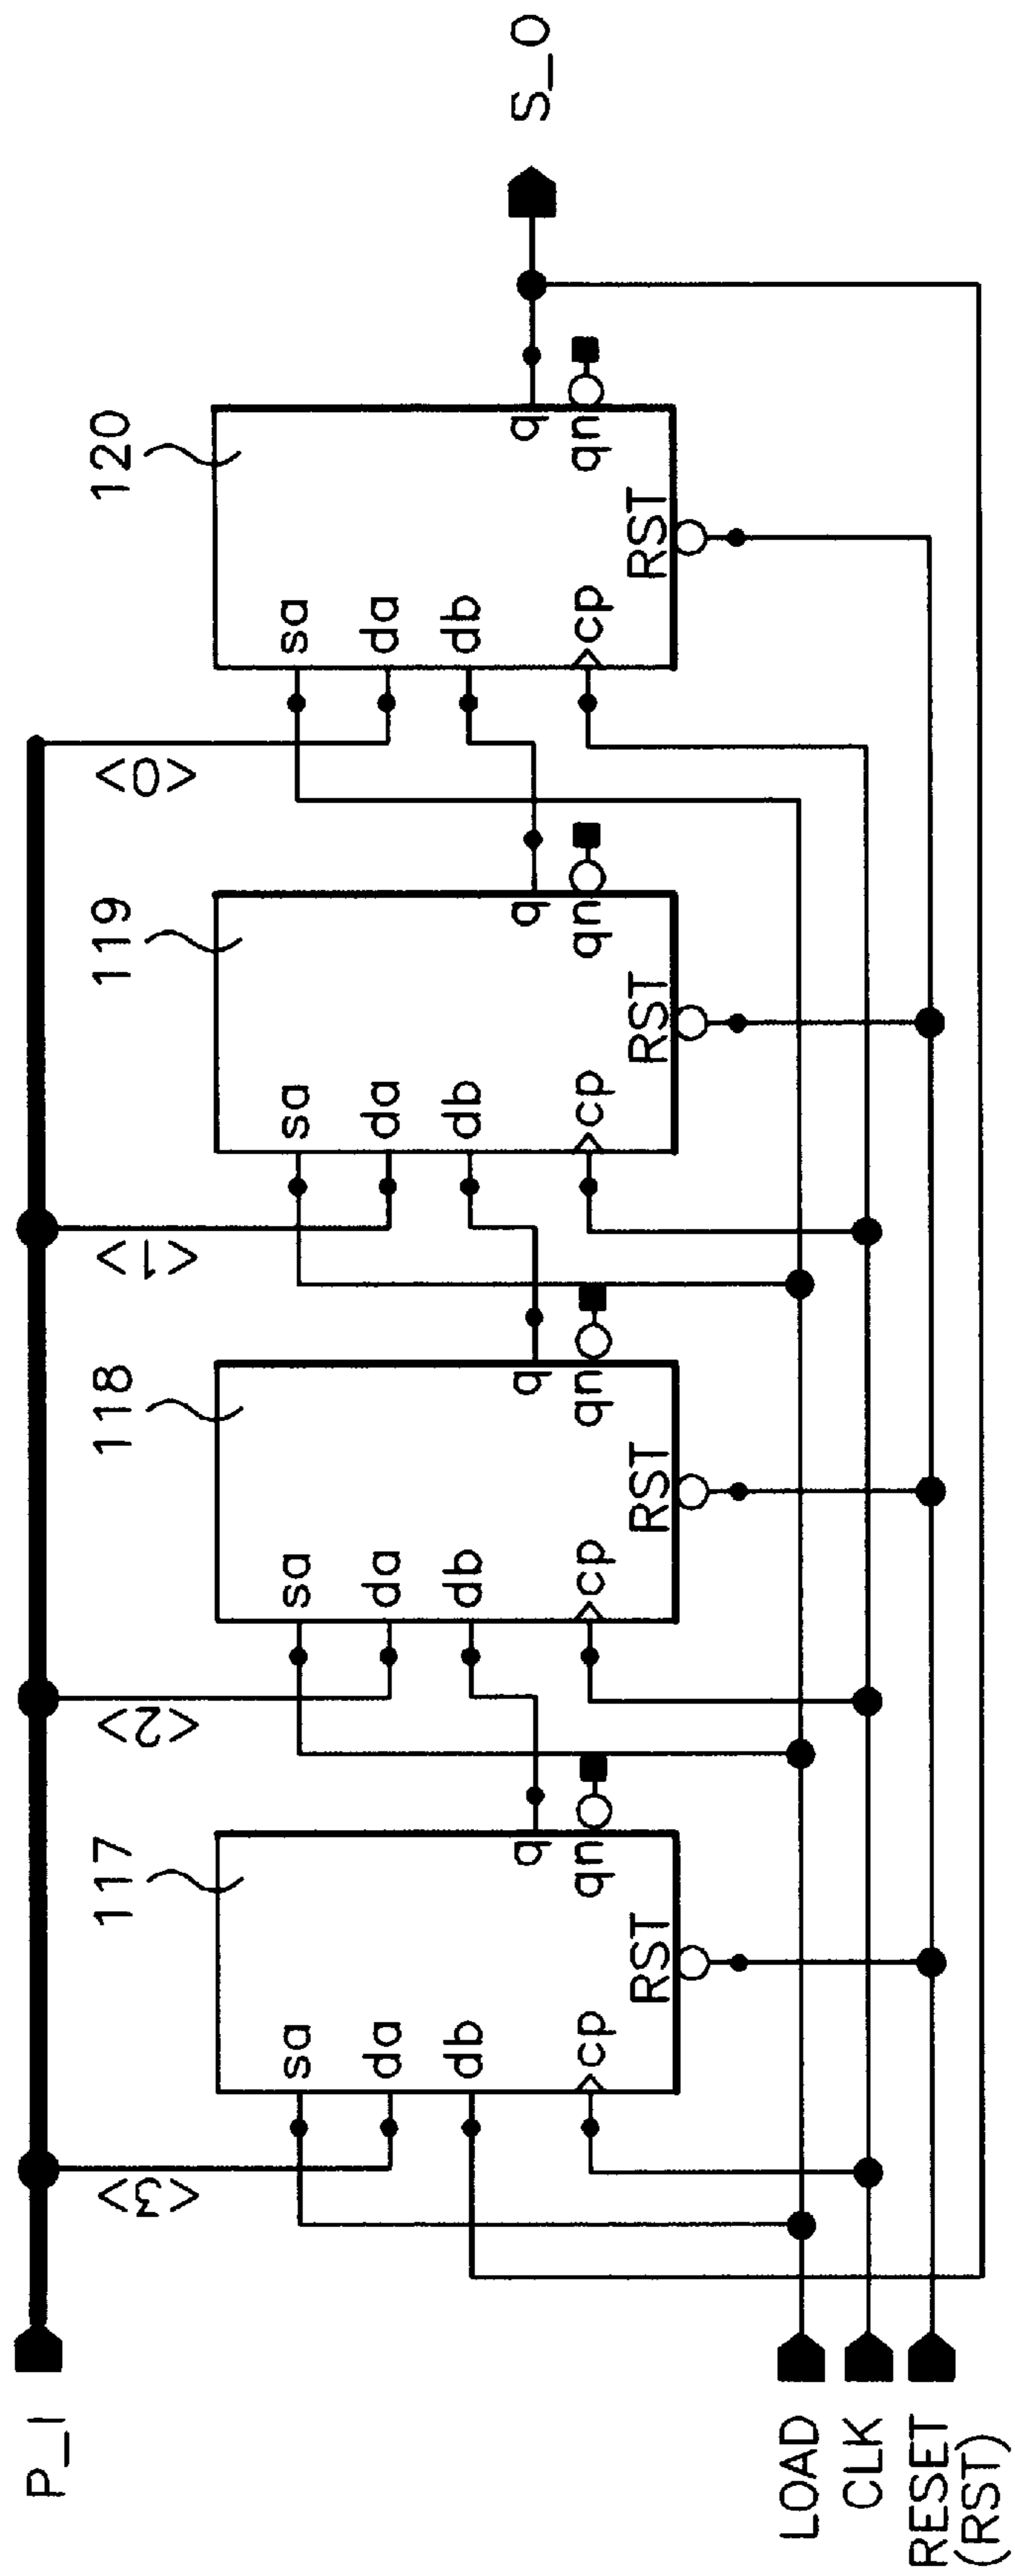 P_I
<3>
<2>
<1>
<0>
117
118
119
120
sa
da
db
cp
RST
q
qn
sa
da
db
cp
RST
q
qn
sa
da
db
cp
RST
q
qn
sa
da
db
cp
RST
q
qn
S_O
LOAD
CLK
RESET
(RST)